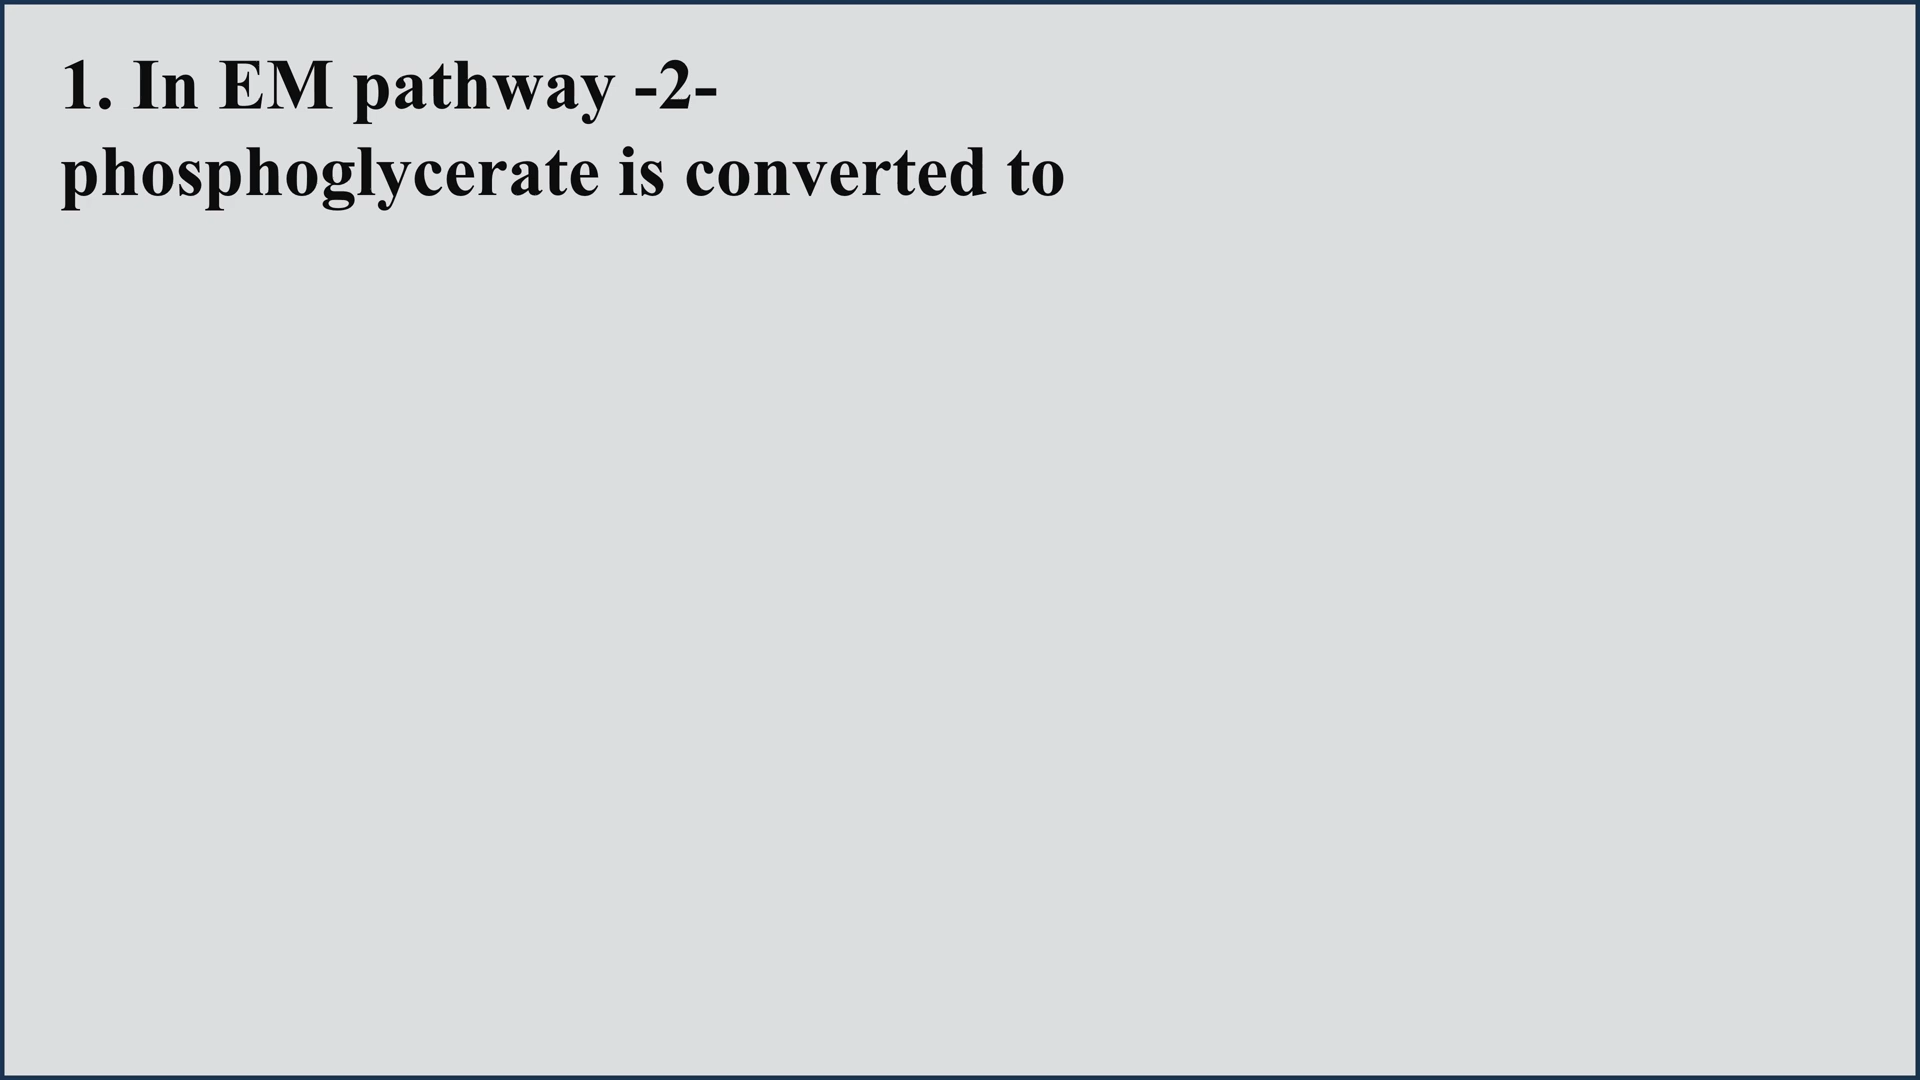 1. In EM pathway -2-
phosphoglycerate is converted to